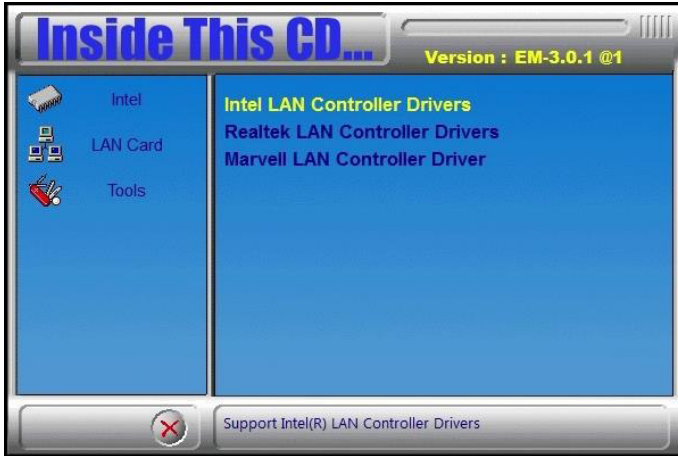 Inside This CD...
Version : EM-3.0.1 @1
Intel
LAN Card
Tools
Intel LAN Controller Drivers
Realtek LAN Controller Drivers
Marvell LAN Controller Driver
Support Intel(R) LAN Controller Drivers